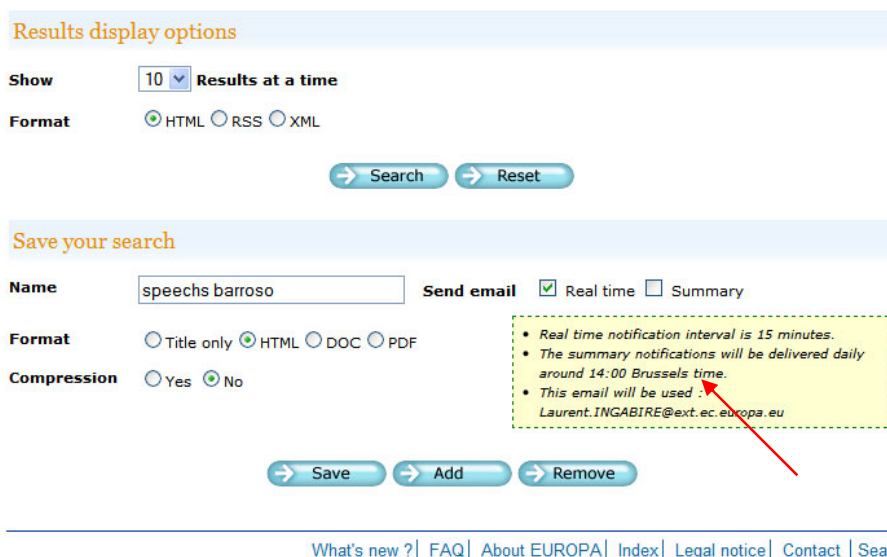 Results display options
Show 10 Results at a time
Format HTML RSS XML
Search Reset
Save your search
Name speechs barroso Send email Real time Summary
Format Title only HTML DOC PDF
Compression Yes No
• Real time notification interval is 15 minutes.
• The summary notifications will be delivered daily
around 14:00 Brussels time.
• This email will be used :
Laurent.INGABIRE@ext.ec.europa.eu
Save Add Remove
What's new ?| FAQ| About EUROPA| Index| Legal notice| Contact | Sea